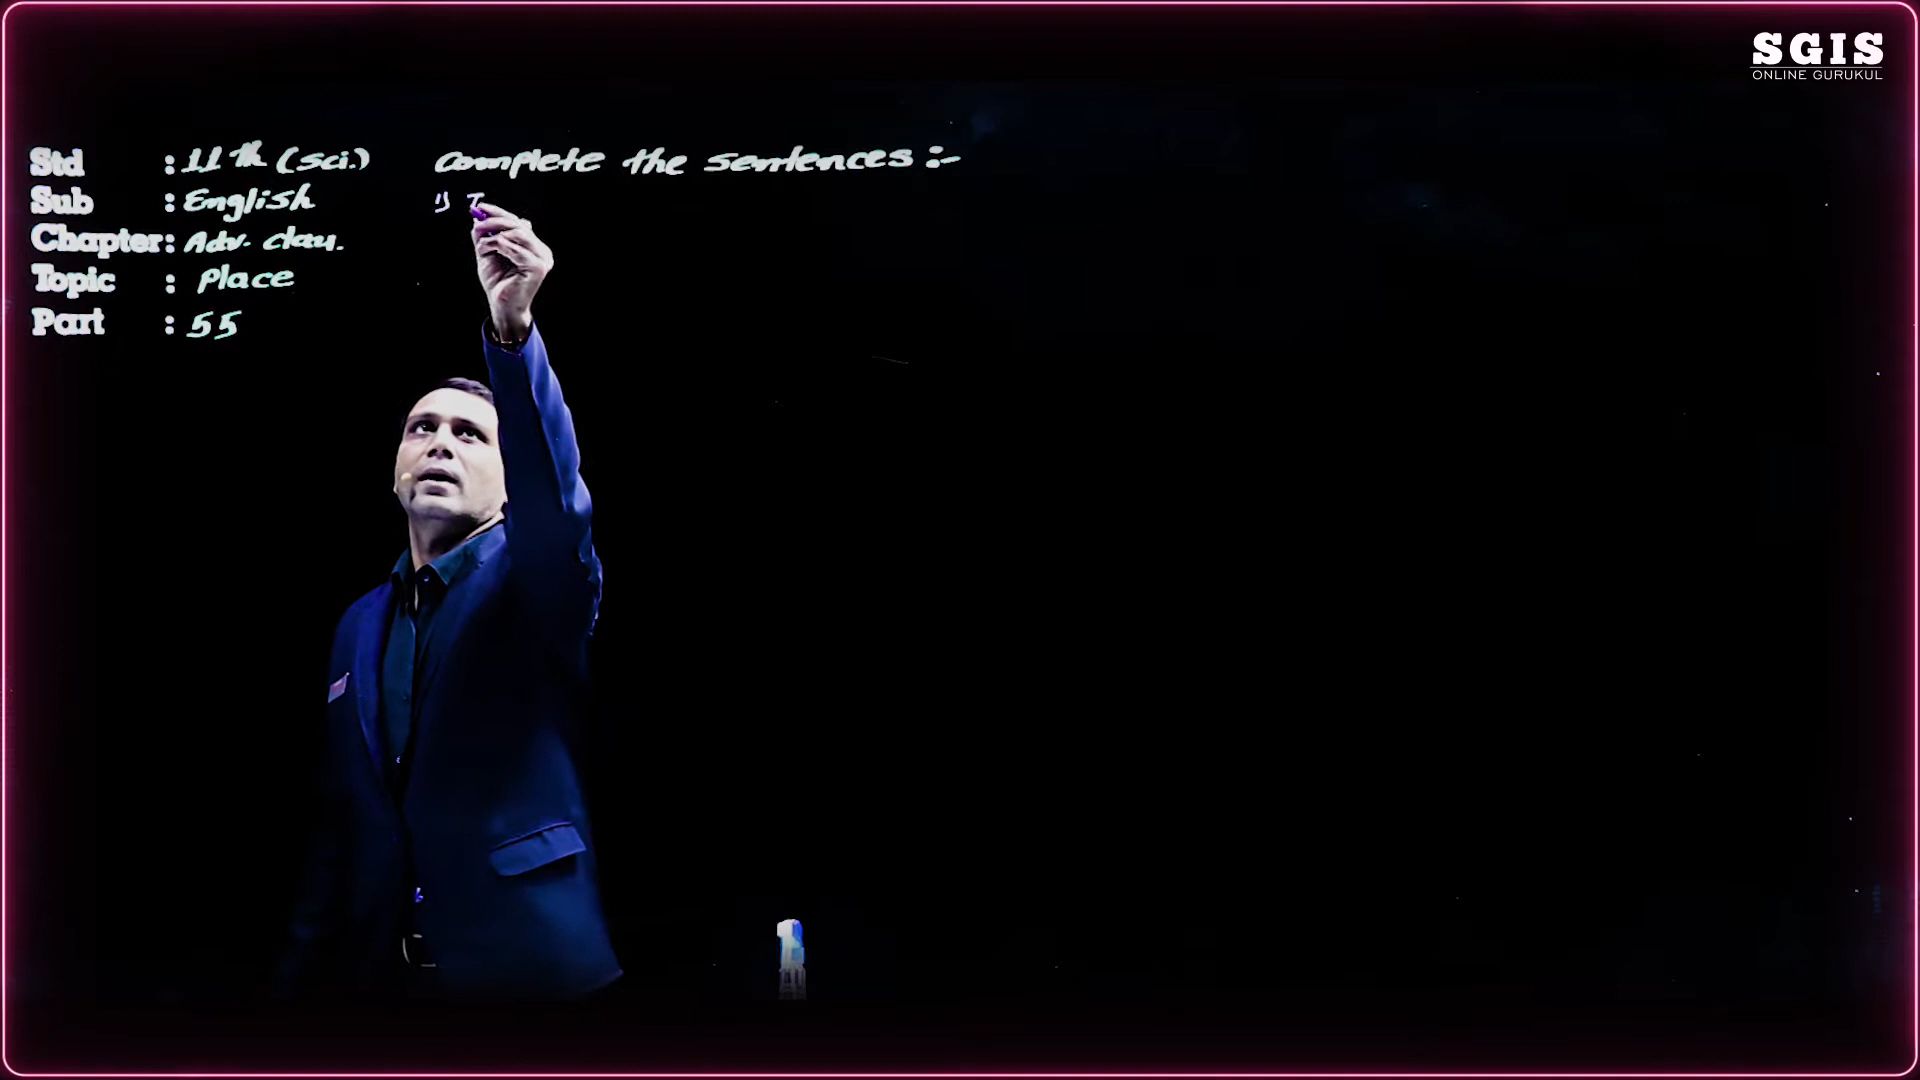 SGIS
ONLINE GURUKUL
Std : 11th (Sci.)
Sub : English
Chapter : Adv. clau.
Topic : Place
Part : 55
Complete the sentences :-
1)